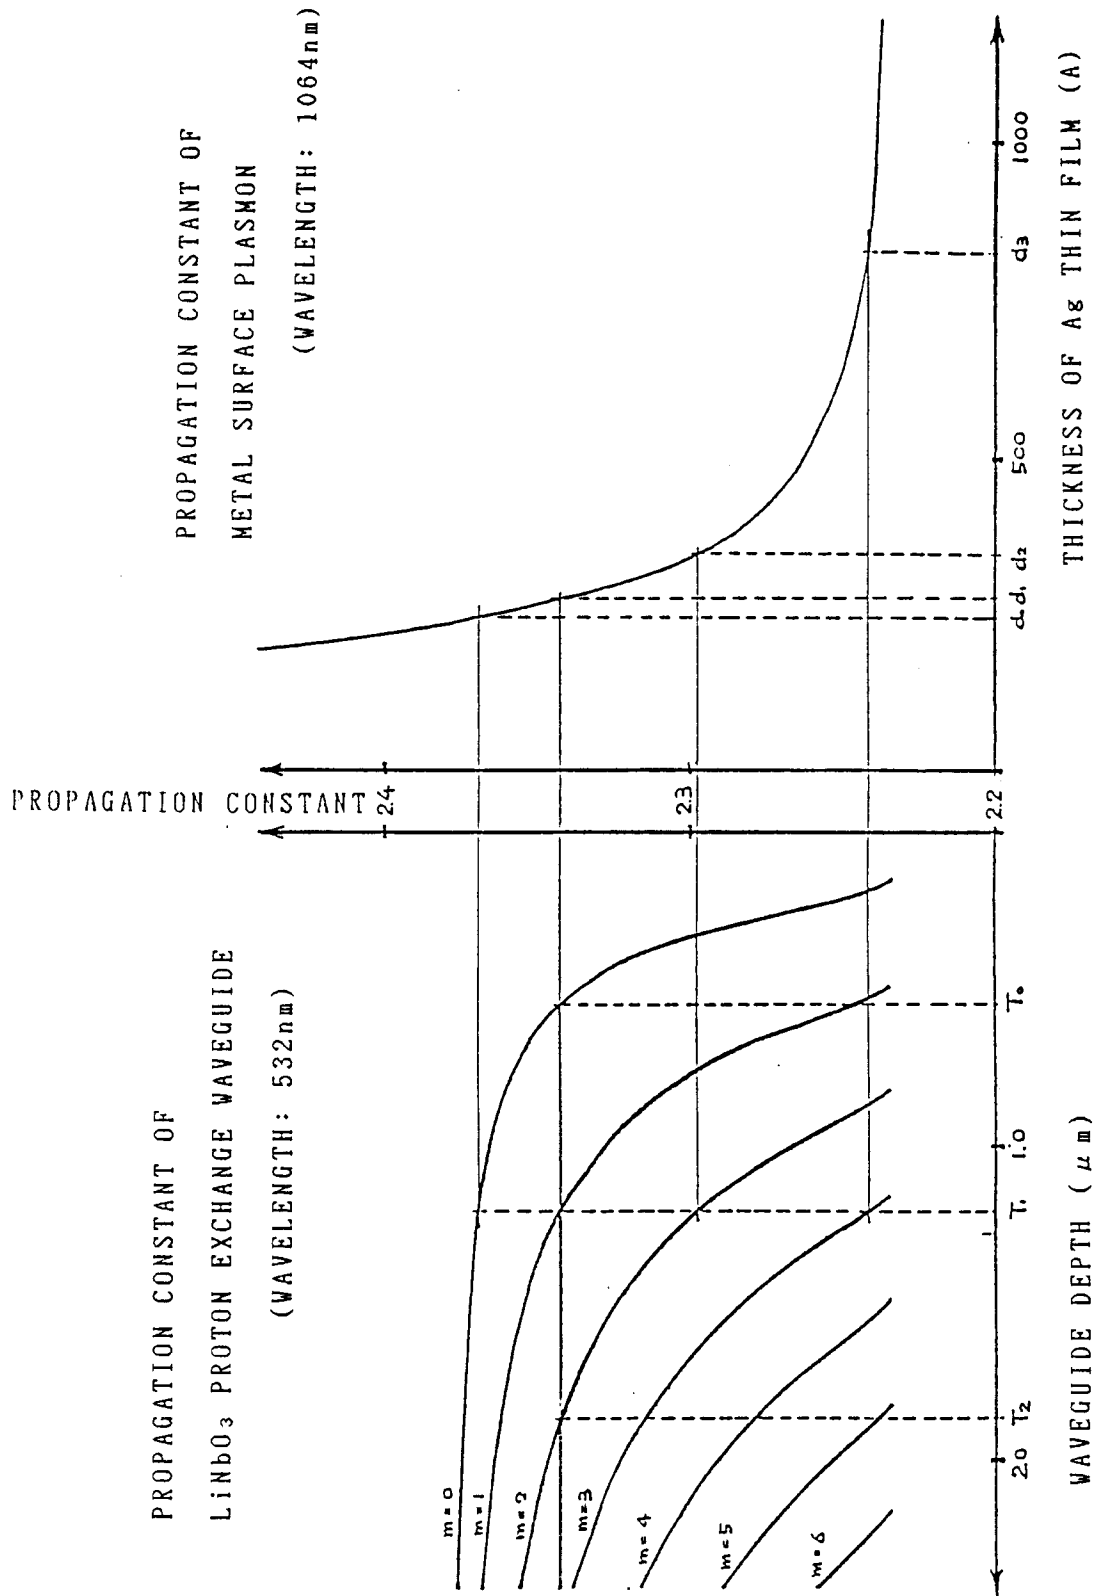 PROPAGATION CONSTANT OF
LiNbO₃ PROTON EXCHANGE WAVEGUIDE
(WAVELENGTH: 532nm)
PROPAGATION CONSTANT OF
METAL SURFACE PLASMON
(WAVELENGTH: 1064nm)
PROPAGATION CONSTANT
2.4
2.3
2.2
m=0
m=1
m=2
m=3
m=4
m=5
m=6
2.0
T₂
T₁
1.0
T₀
WAVEGUIDE DEPTH (μm)
d₀
d₁
d₂
500
d₃
1000
THICKNESS OF Ag THIN FILM (A)